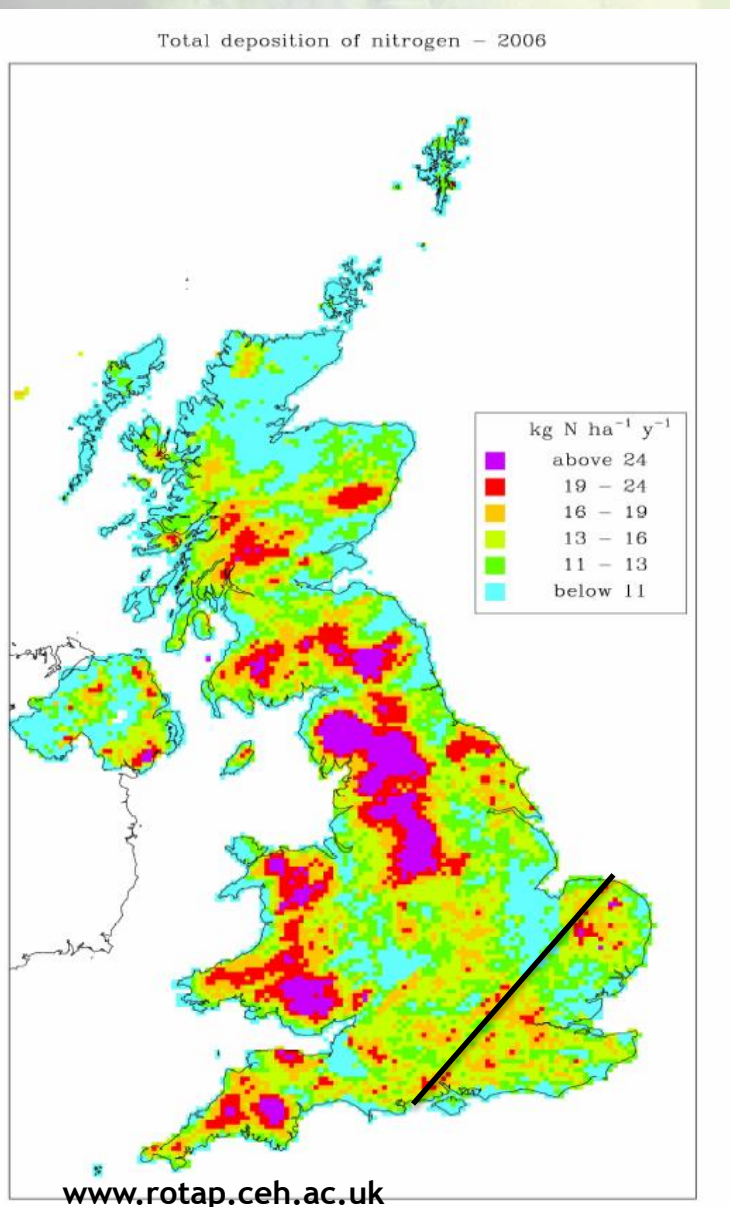 Total deposition of nitrogen – 2006
kg N ha⁻¹ y⁻¹
above 24
19 – 24
16 – 19
13 – 16
11 – 13
below 11
www.rotap.ceh.ac.uk